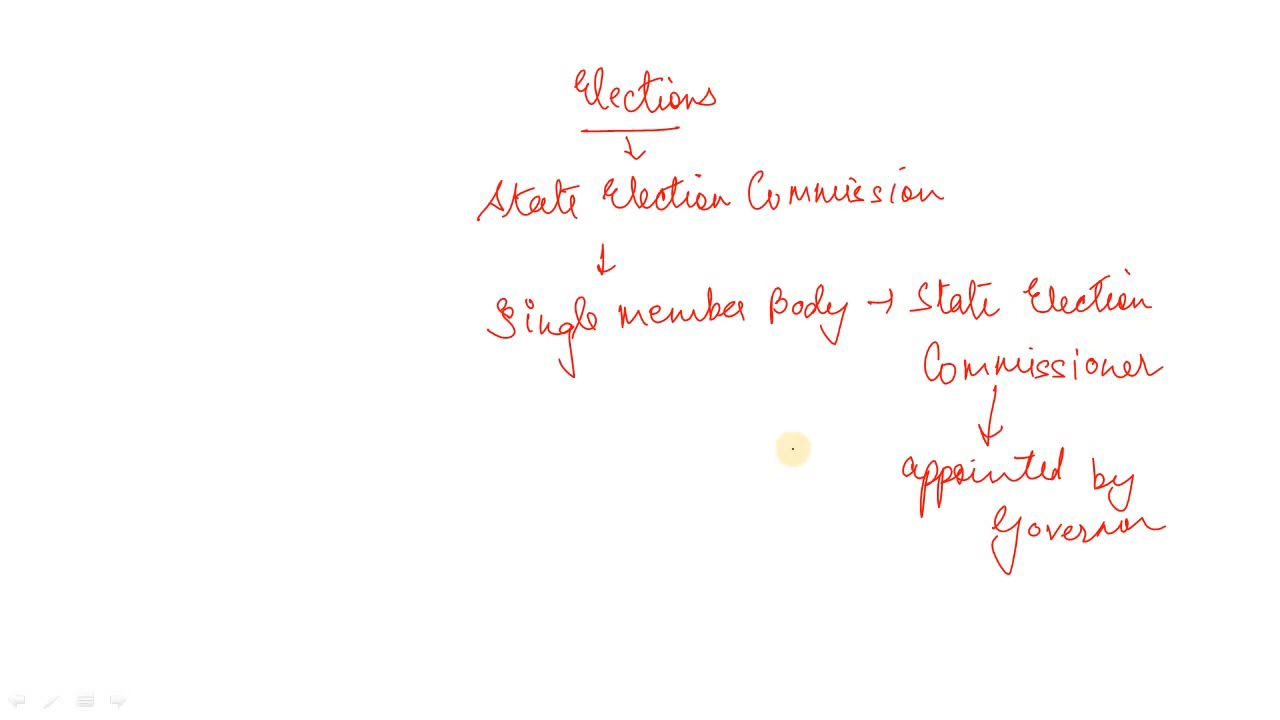 Elections
↓
State Election Commission
↓
Single member Body → State Election
Commissioner
↓
appointed by
Governor